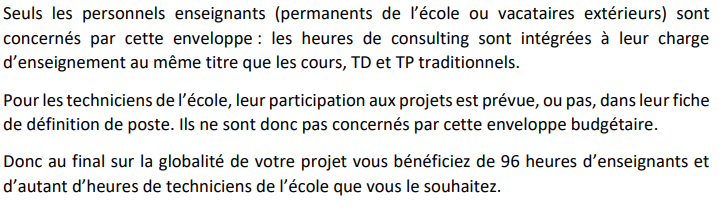 Seuls les personnels enseignants (permanents de l'école ou vacataires extérieurs) sont
concernés par cette enveloppe : les heures de consulting sont intégrées à leur charge
d'enseignement au même titre que les cours, TD et TP traditionnels.
Pour les techniciens de l'école, leur participation aux projets est prévue, ou pas, dans leur fiche
de définition de poste. Ils ne sont donc pas concernés par cette enveloppe budgétaire.
Donc au final sur la globalité de votre projet vous bénéficiez de 96 heures d'enseignants et
d'autant d'heures de techniciens de l'école que vous le souhaitez.